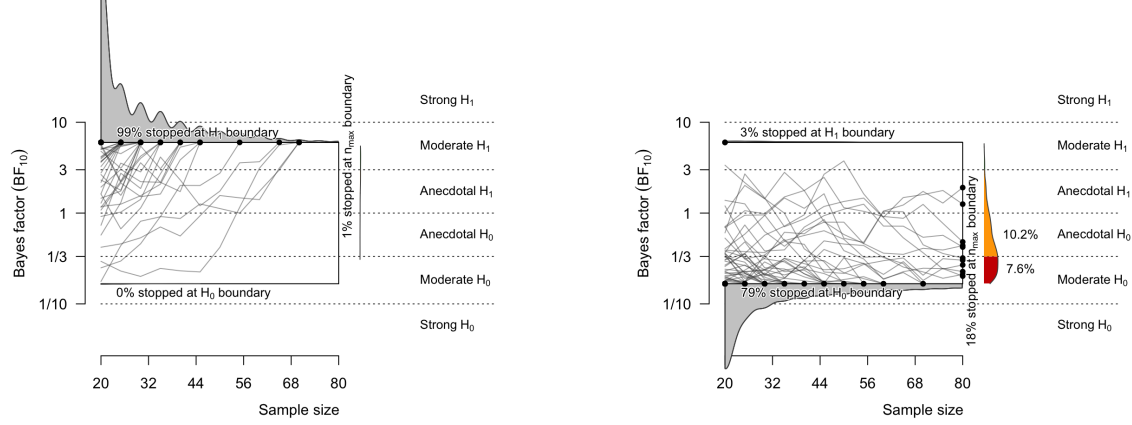 Strong H1
10
99% stopped at H1 boundary
Moderate H1
3
Anecdotal H1
1
Anecdotal H0
1/3
Moderate H0
0% stopped at H0 boundary
1/10
Strong H0
Bayes factor (BF10)
1% stopped at nmax boundary
20 32 44 56 68 80
Sample size
Strong H1
10
3% stopped at H1 boundary
Moderate H1
3
Anecdotal H1
1
10.2%
Anecdotal H0
1/3
7.6%
Moderate H0
79% stopped at H0 boundary
1/10
Strong H0
Bayes factor (BF10)
18% stopped at nmax boundary
20 32 44 56 68 80
Sample size